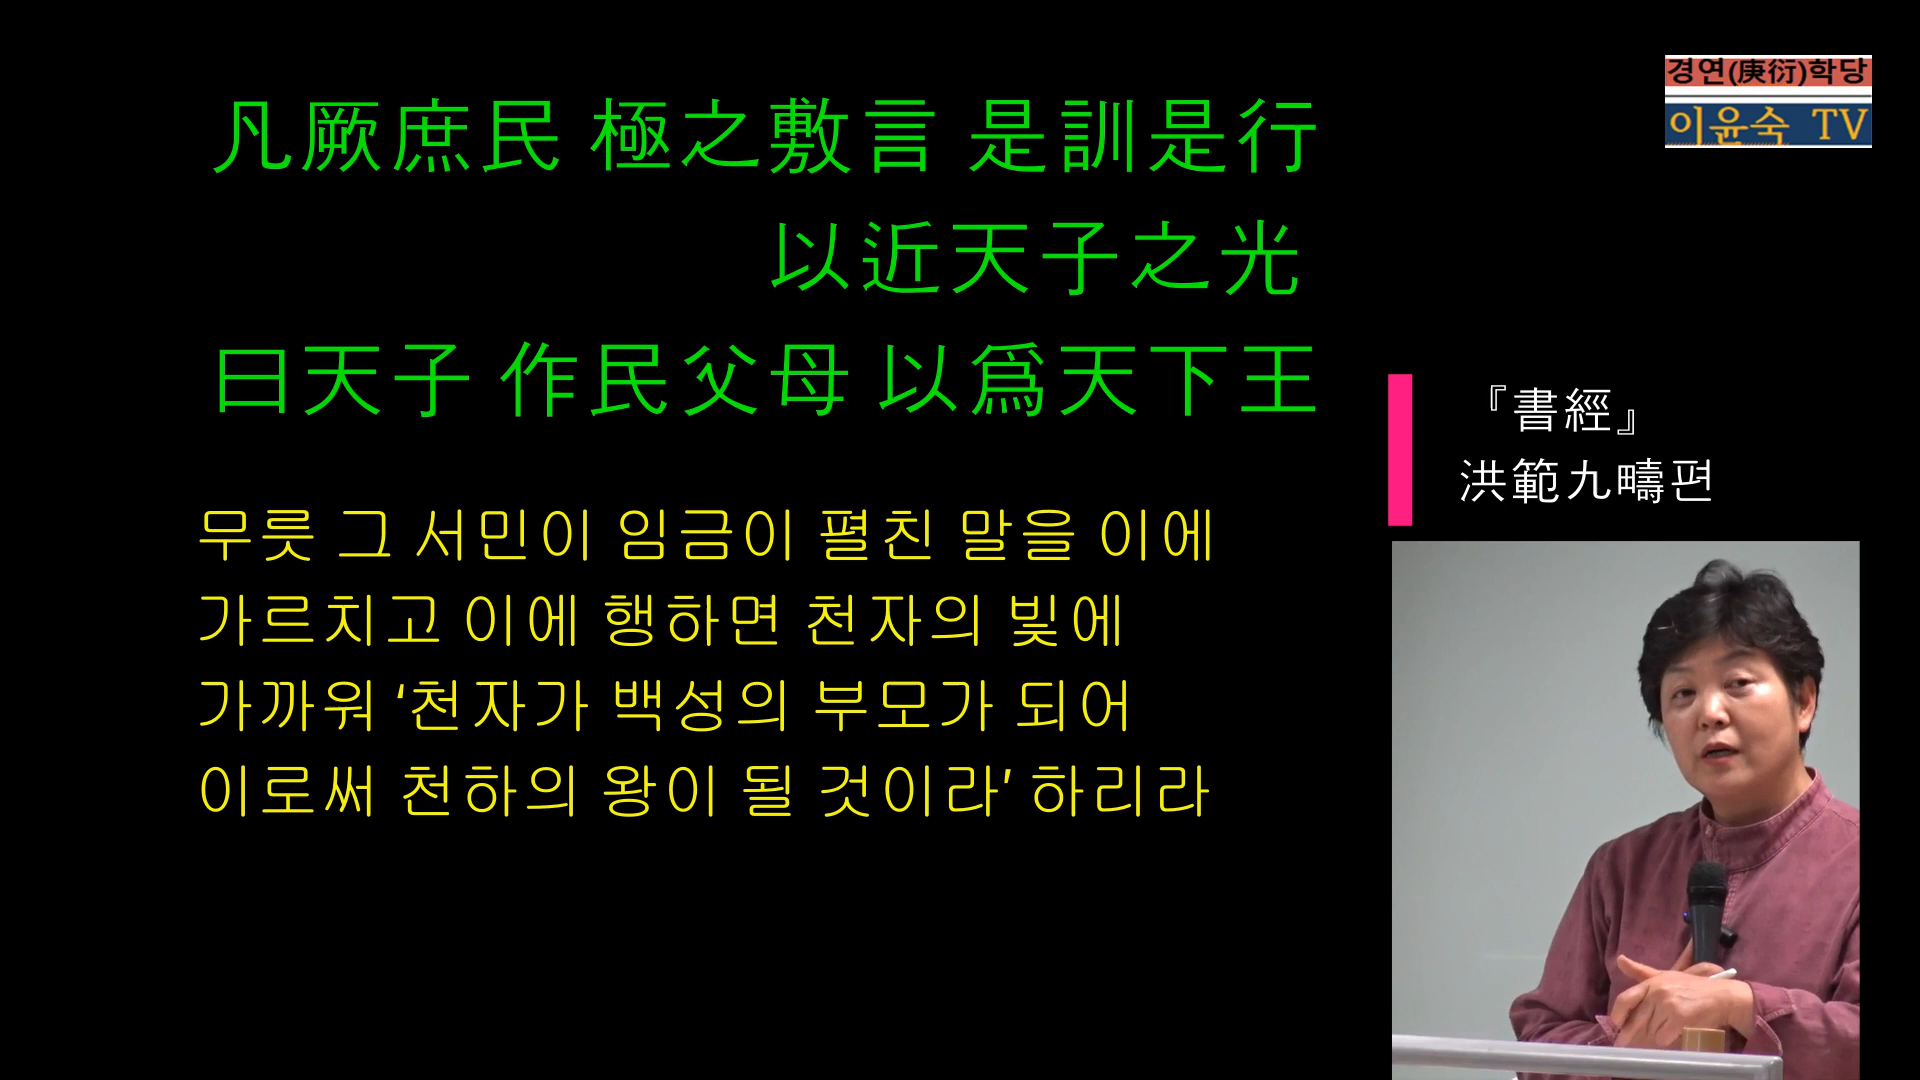 凡厥庶民 極之敷言 是訓是行
以近天子之光
曰天子 作民父母 以爲天下王
무릇 그 서민이 임금이 펼친 말을 이에
가르치고 이에 행하면 천자의 빛에
가까워 ‘천자가 백성의 부모가 되어
이로써 천하의 왕이 될 것이라’ 하리라
경연(庚衍)학당
이윤숙 TV
『書經』
洪範九疇편